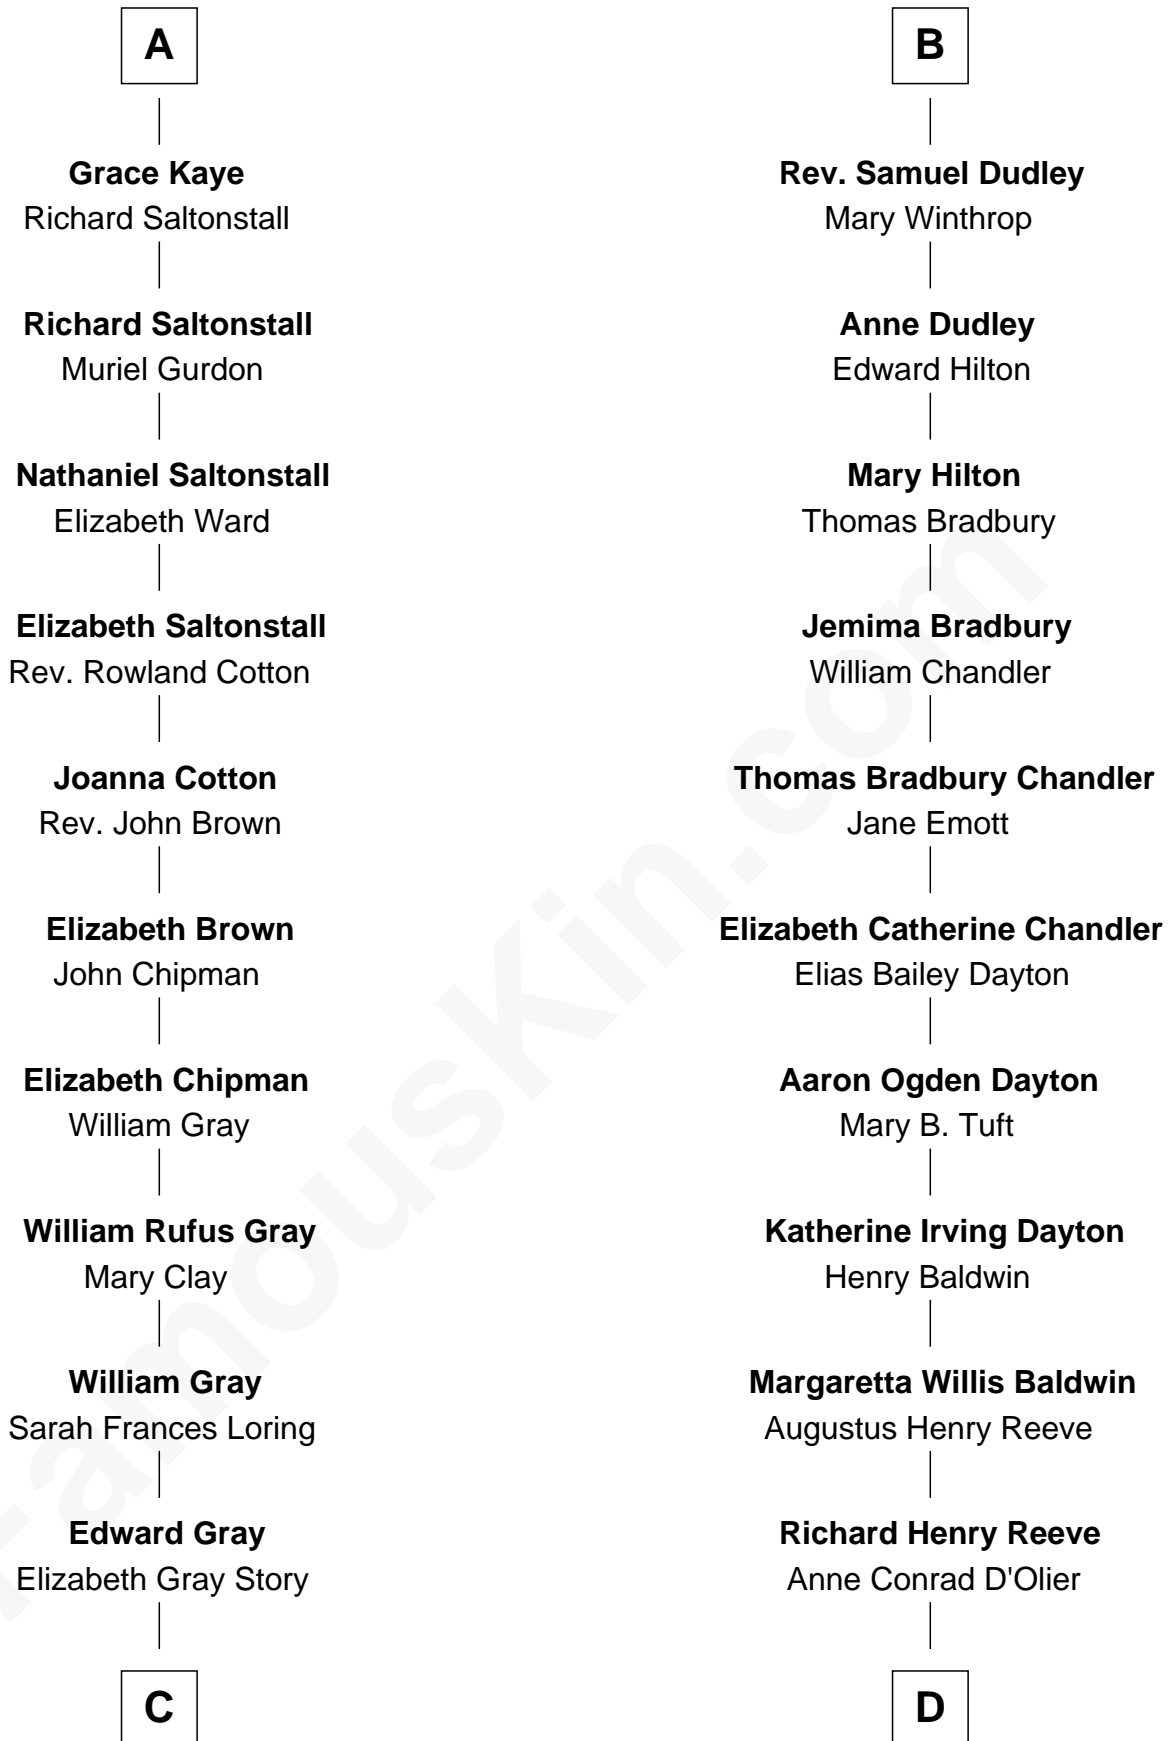 A
Grace Kaye
Richard Saltonstall
Richard Saltonstall
Muriel Gurdon
Nathaniel Saltonstall
Elizabeth Ward
Elizabeth Saltonstall
Rev. Rowland Cotton
Joanna Cotton
Rev. John Brown
Elizabeth Brown
John Chipman
Elizabeth Chipman
William Gray
William Rufus Gray
Mary Clay
William Gray
Sarah Frances Loring
Edward Gray
Elizabeth Gray Story
C
B
Rev. Samuel Dudley
Mary Winthrop
Anne Dudley
Edward Hilton
Mary Hilton
Thomas Bradbury
Jemima Bradbury
William Chandler
Thomas Bradbury Chandler
Jane Emott
Elizabeth Catherine Chandler
Elias Bailey Dayton
Aaron Ogden Dayton
Mary B. Tuft
Katherine Irving Dayton
Henry Baldwin
Margaretta Willis Baldwin
Augustus Henry Reeve
Richard Henry Reeve
Anne Conrad D'Olier
D
FamousKin.com